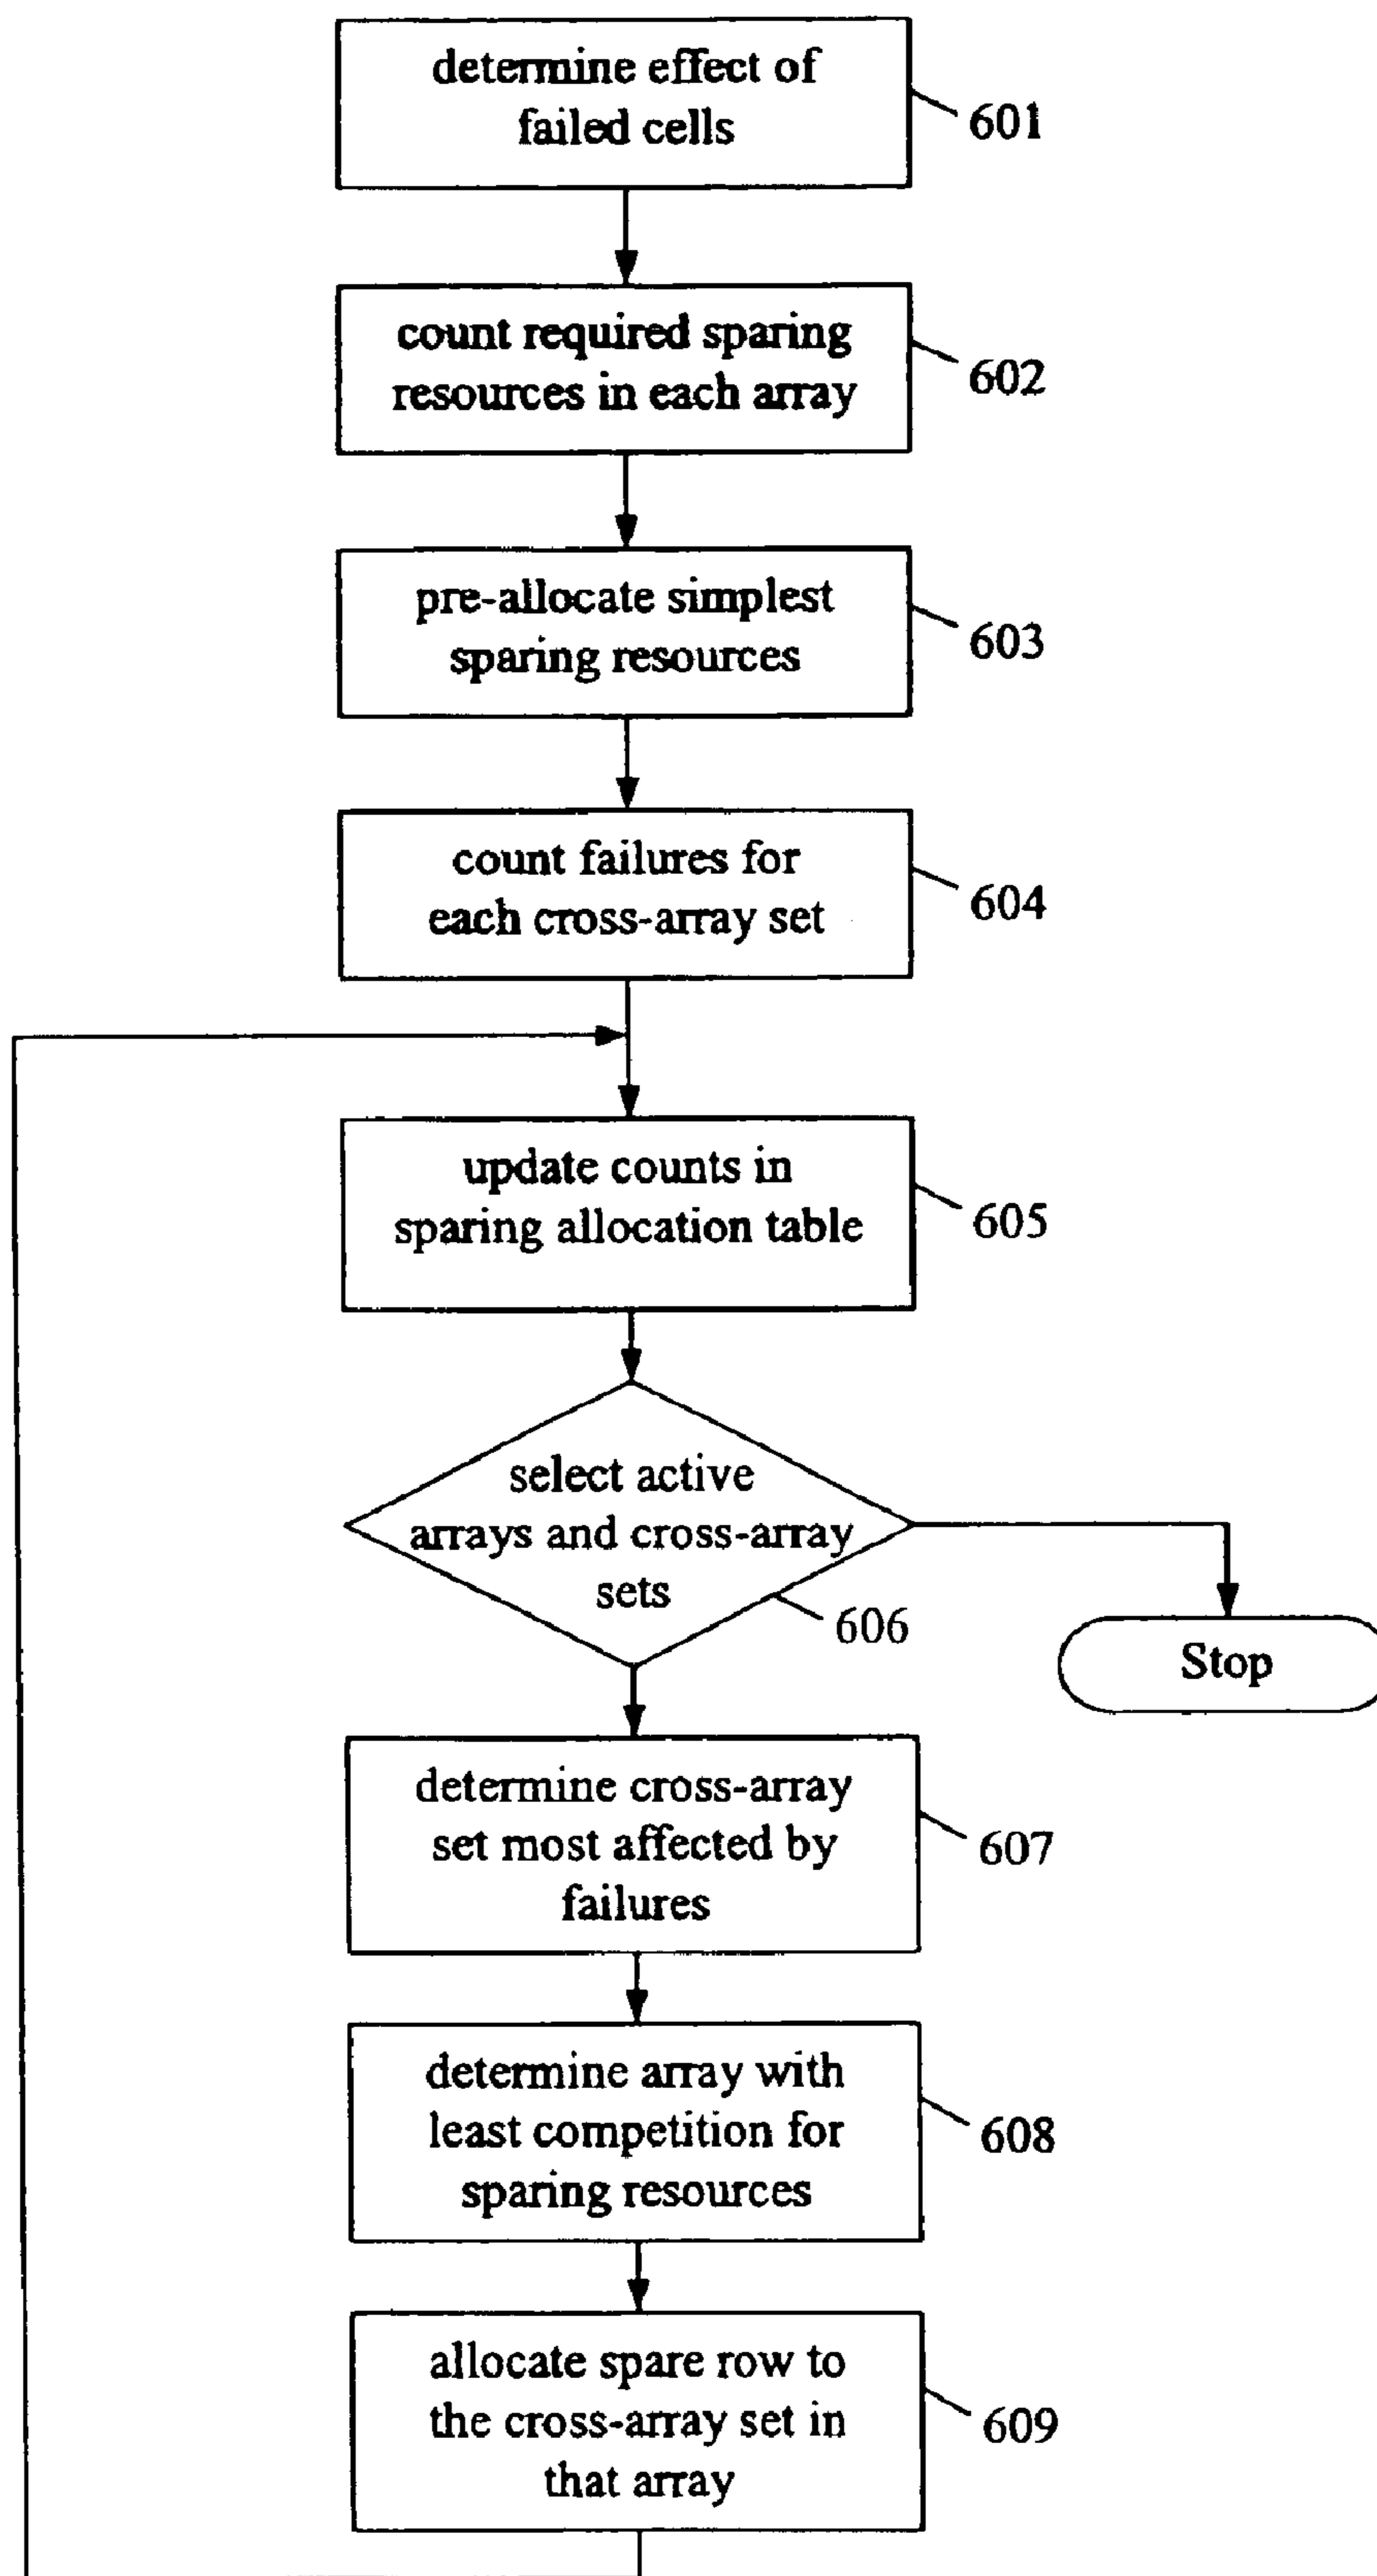 determine effect of
failed cells
601
count required sparing
resources in each array
602
pre-allocate simplest
sparing resources
603
count failures for
each cross-array set
604
update counts in
sparing allocation table
605
select active
arrays and cross-array
sets
606
Stop
determine cross-array
set most affected by
failures
607
determine array with
least competition for
sparing resources
608
allocate spare row to
the cross-array set in
that array
609